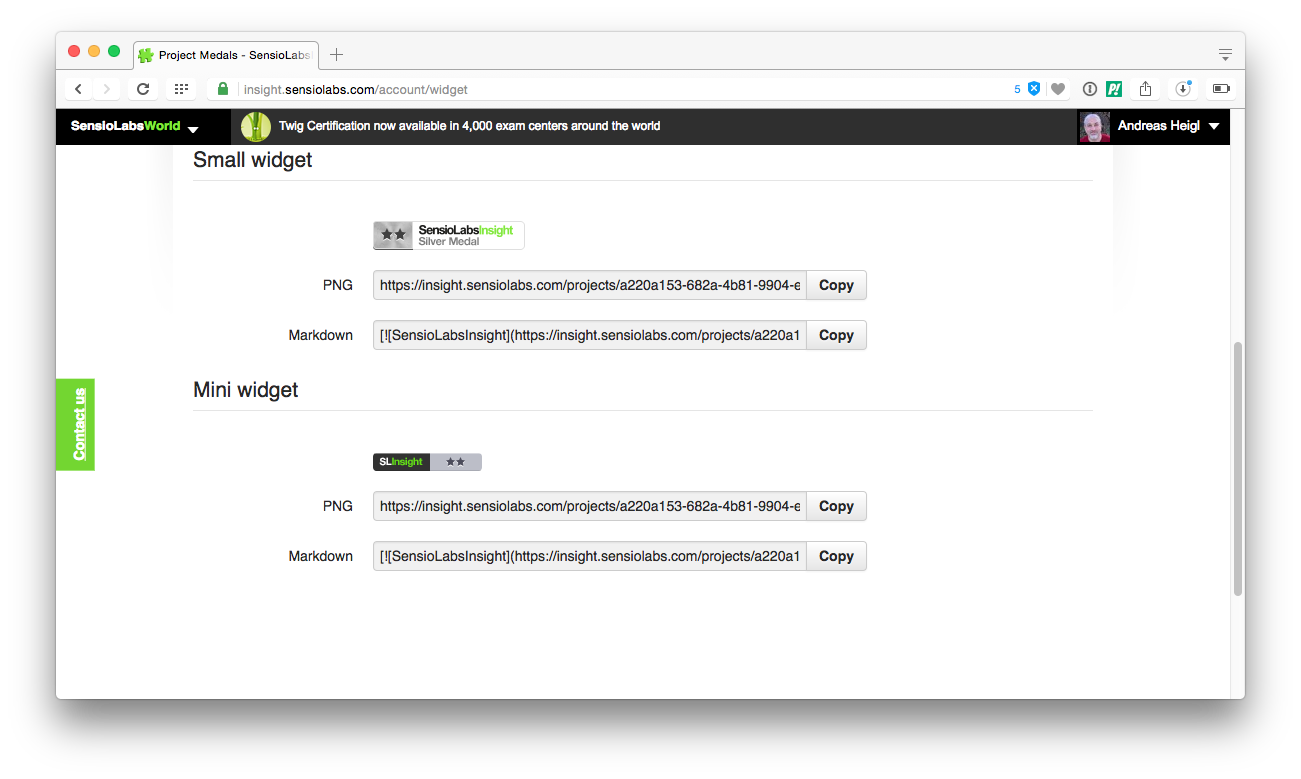 Project Medals - SensioLabs
insight.sensiolabs.com/account/widget
5
SensioLabsWorld
Twig Certification now available in 4,000 exam centers around the world
Andreas Heigl
Small widget
SensioLabsInsight
Silver Medal
PNG
https://insight.sensiolabs.com/projects/a220a153-682a-4b81-9904-e
Copy
Markdown
[![SensioLabsInsight](https://insight.sensiolabs.com/projects/a220a1
Copy
Contact us
Mini widget
SLInsight
PNG
https://insight.sensiolabs.com/projects/a220a153-682a-4b81-9904-e
Copy
Markdown
[![SensioLabsInsight](https://insight.sensiolabs.com/projects/a220a1
Copy